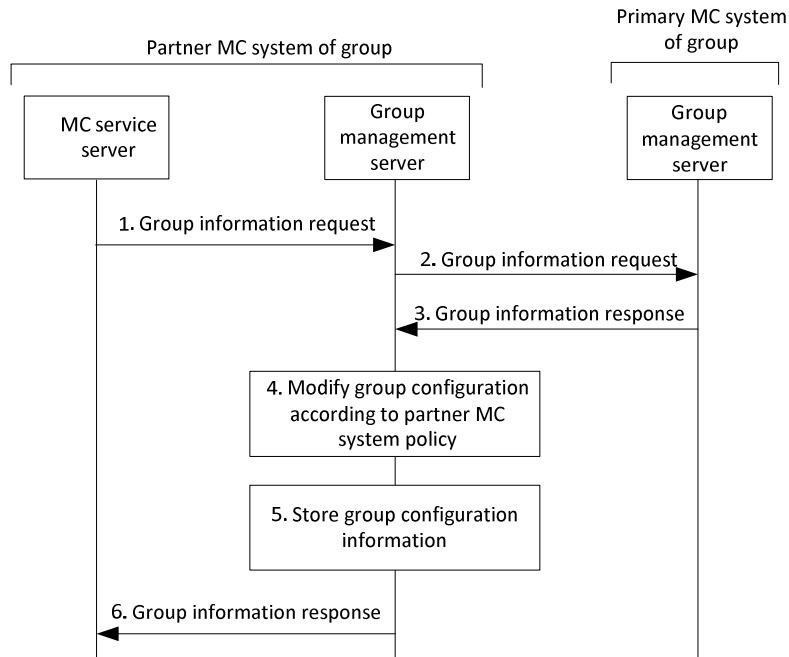 Partner MC system of group
Primary MC system
of group
MC service
server
Group
management
server
Group
management
server
1. Group information request
2. Group information request
3. Group information response
4. Modify group configuration
according to partner MC
system policy
5. Store group configuration
information
6. Group information response